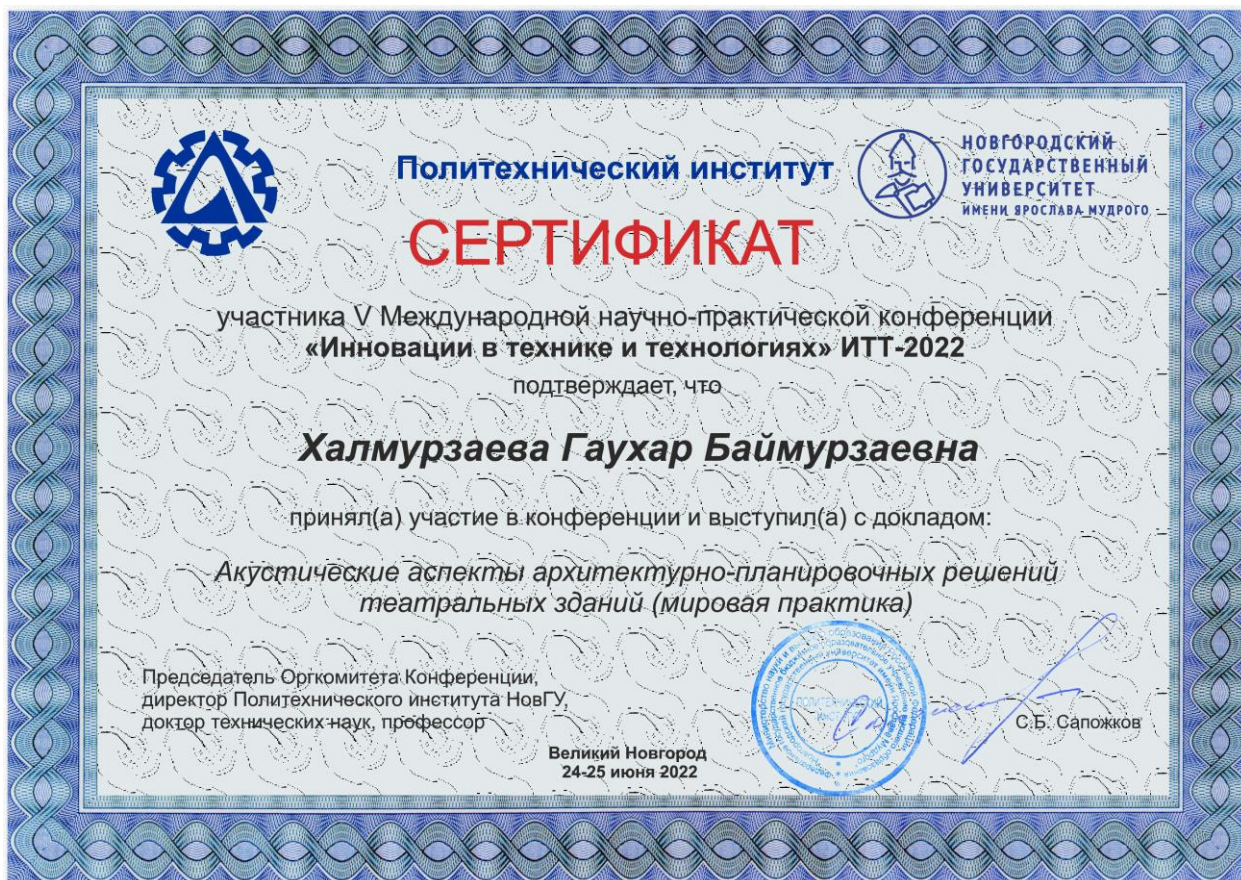 Политехнический институт
НОВГОРОДСКИЙ
ГОСУДАРСТВЕННЫЙ
УНИВЕРСИТЕТ
ИМЕНИ ЯРОСЛАВА МУДРОГО
СЕРТИФИКАТ
участника V Международной научно-практической конференции
«Инновации в технике и технологиях» ИТТ-2022
подтверждает, что
Халмурзаева Гаухар Баймурзаевна
принял(а) участие в конференции и выступил(а) с докладом:
Акустические аспекты архитектурно-планировочных решений
театральных зданий (мировая практика)
Председатель Оргкомитета Конференции,
директор Политехнического института НовГУ,
доктор технических наук, профессор
ПОЛИТЕХНИЧЕСКИЙ
ИНСТИТУТ
С.Б. Сапожков
Великий Новгород
24-25 июня 2022